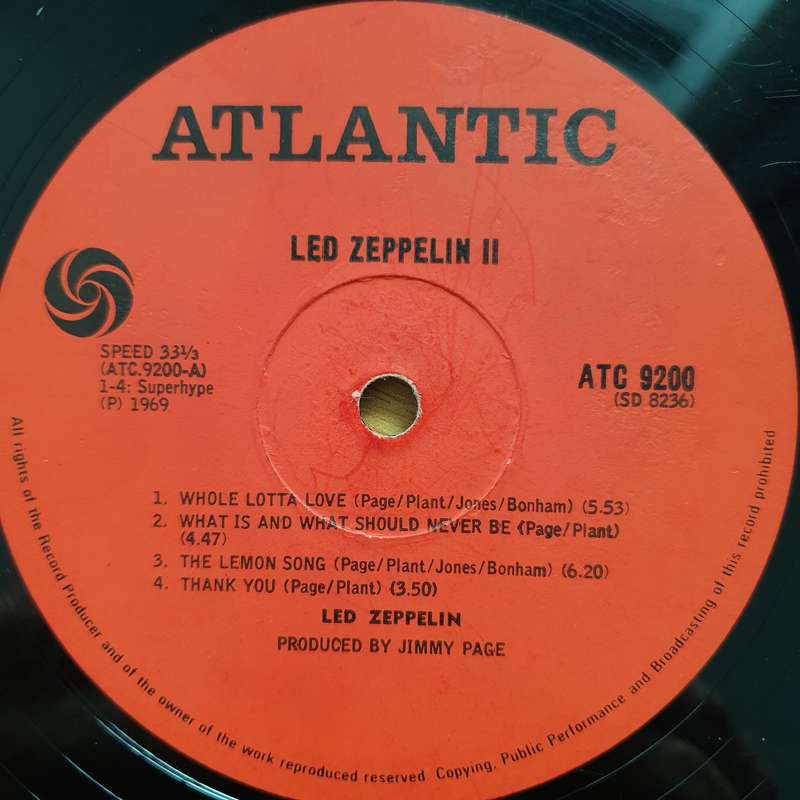 ATLANTIC
LED ZEPPELIN II
SPEED 33⅓
(ATC.9200-A)
1-4: Superhype
(P) 1969
ATC 9200
(SD 8236)
1. WHOLE LOTTA LOVE (Page/Plant/Jones/Bonham) (5.53)
2. WHAT IS AND WHAT SHOULD NEVER BE (Page/Plant)
(4.47)
3. THE LEMON SONG (Page/Plant/Jones/Bonham) (6.20)
4. THANK YOU (Page/Plant) (3.50)
LED ZEPPELIN
PRODUCED BY JIMMY PAGE
All rights of the Record Producer and of the owner of the work reproduced reserved. Copying, Public Performance and Broadcasting of this record prohibited